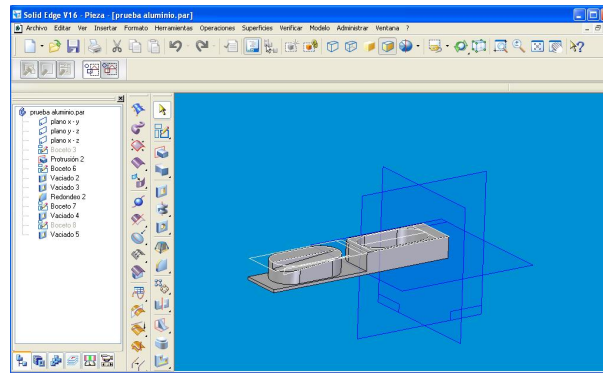 Solid Edge V16 - Pieza - [prueba aluminio.par]
Archivo Editar Ver Insertar Formato Herramientas Operaciones Superficies Verificar Modelo Administrar Ventana ?
prueba aluminio.par
plano x - y
plano y - z
plano x - z
Boceto 3
Protrusión 2
Boceto 6
Vaciado 2
Vaciado 3
Redondeo 2
Boceto 7
Vaciado 4
Boceto 8
Vaciado 5